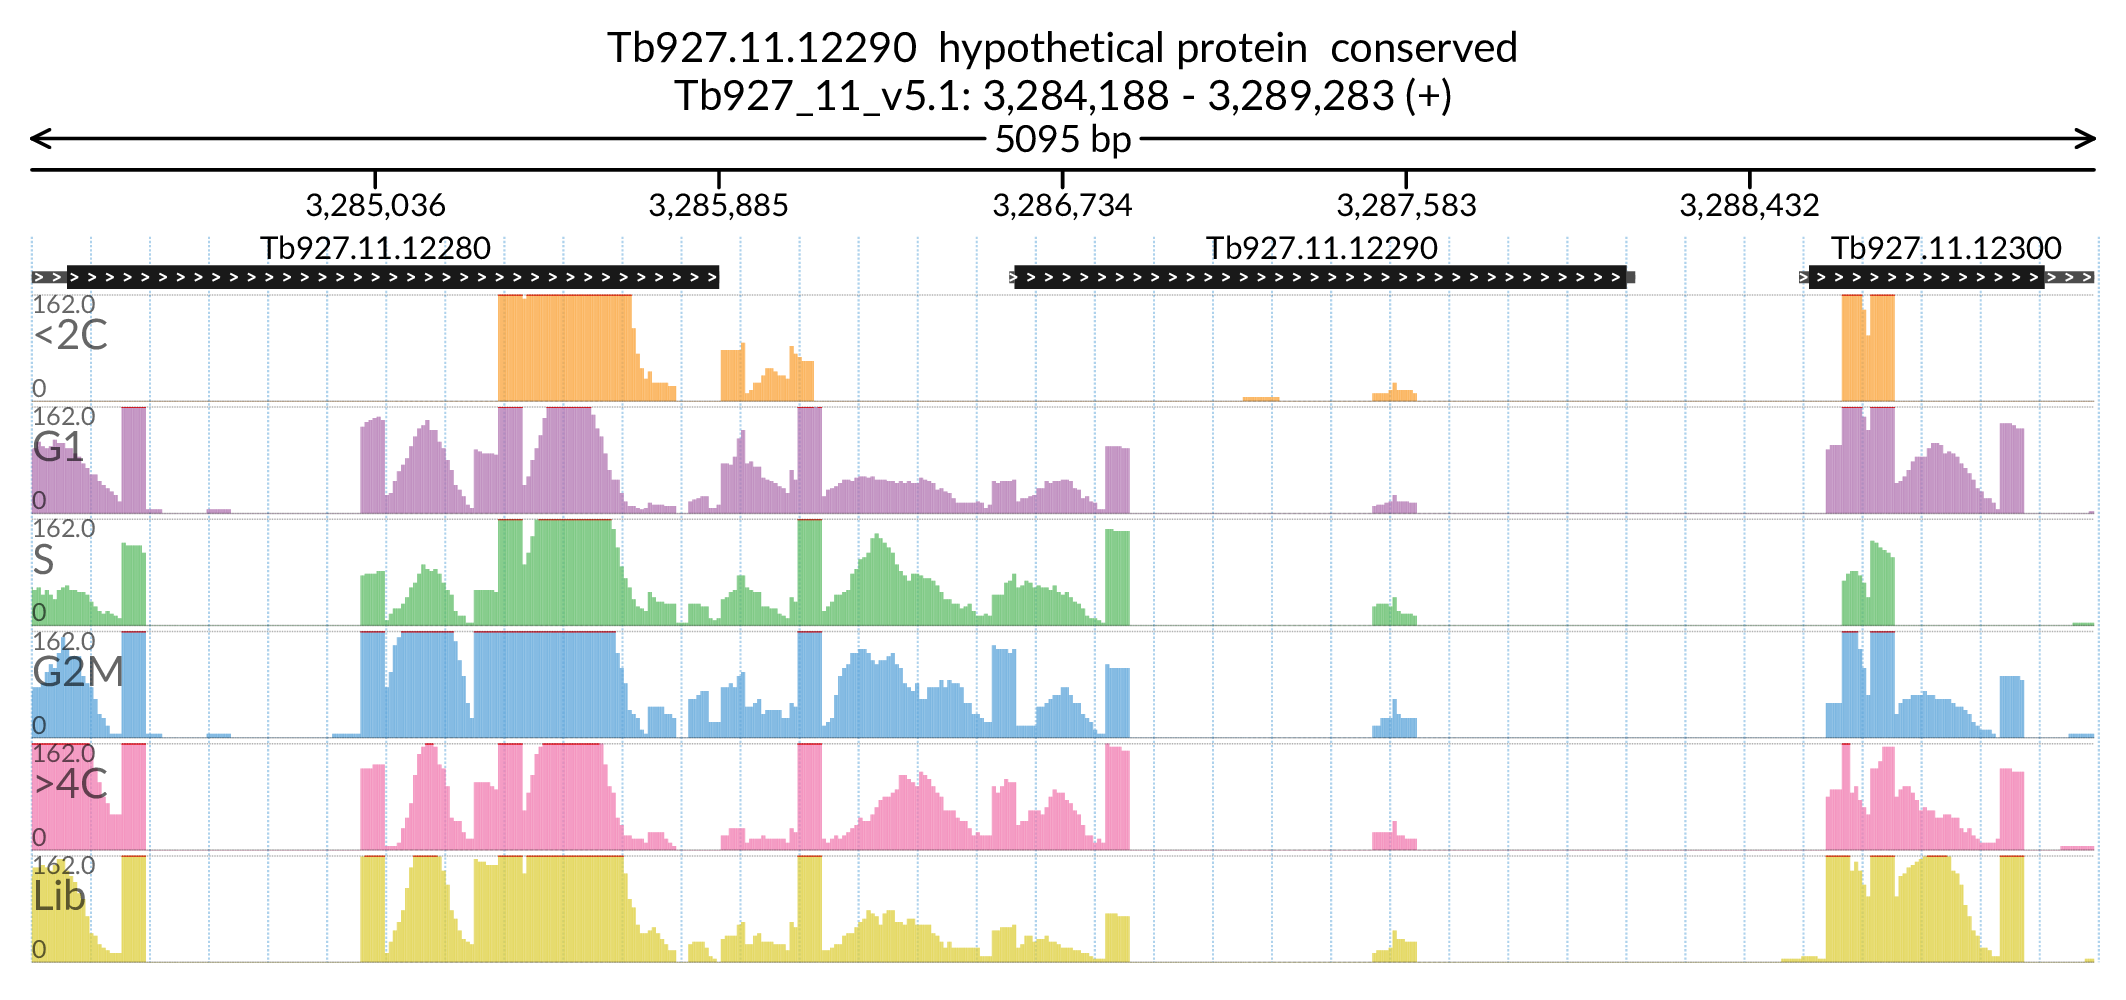 Tb927.11.12290 hypothetical protein conserved
Tb927_11_v5.1: 3,284,188 - 3,289,283 (+)
5095 bp
3,285,036 3,285,885 3,286,734 3,287,583 3,288,432
Tb927.11.12280 Tb927.11.12290 Tb927.11.12300
162.0
<2C
0
162.0
G1
0
162.0
S
0
162.0
G2M
0
162.0
>4C
0
162.0
Lib
0